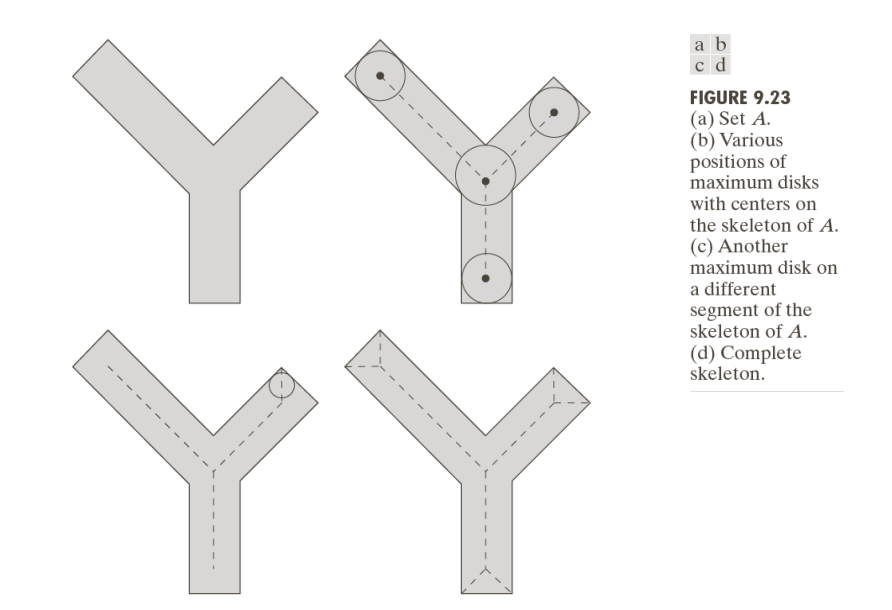 a b
c d
FIGURE 9.23
(a) Set A.
(b) Various
positions of
maximum disks
with centers on
the skeleton of A.
(c) Another
maximum disk on
a different
segment of the
skeleton of A.
(d) Complete
skeleton.